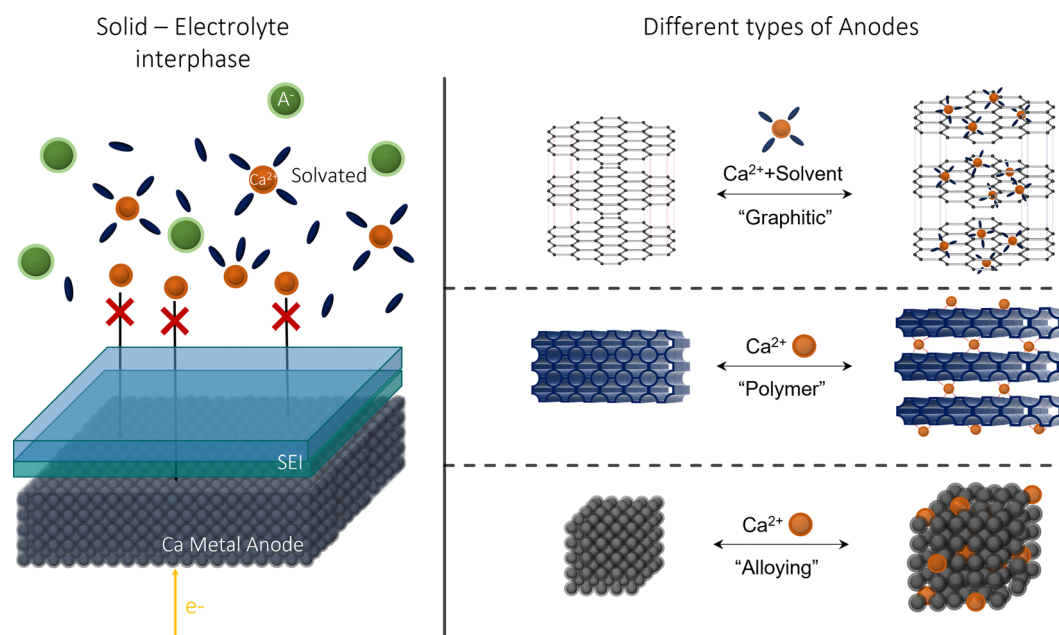 Solid – Electrolyte
interphase
A⁻
Ca²⁺ Solvated
SEI
Ca Metal Anode
e-
Different types of Anodes
Ca²⁺+Solvent
“Graphitic”
Ca²⁺
“Polymer”
Ca²⁺
“Alloying”